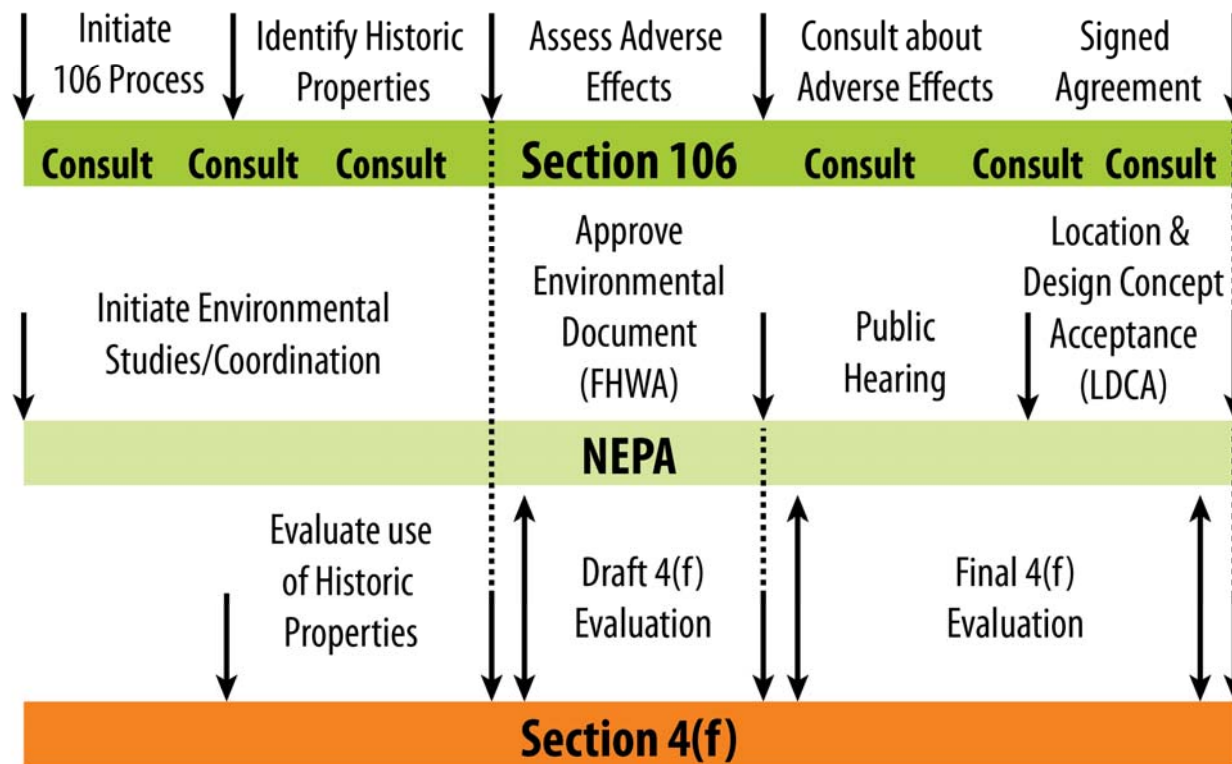 Initiate
106 Process
Identify Historic
Properties
Assess Adverse
Effects
Consult about
Adverse Effects
Signed
Agreement
Consult Consult Consult Section 106 Consult Consult Consult
Initiate Environmental
Studies/Coordination
Approve
Environmental
Document
(FHWA)
Public
Hearing
Location &
Design Concept
Acceptance
(LDCA)
NEPA
Evaluate use
of Historic
Properties
Draft 4(f)
Evaluation
Final 4(f)
Evaluation
Section 4(f)